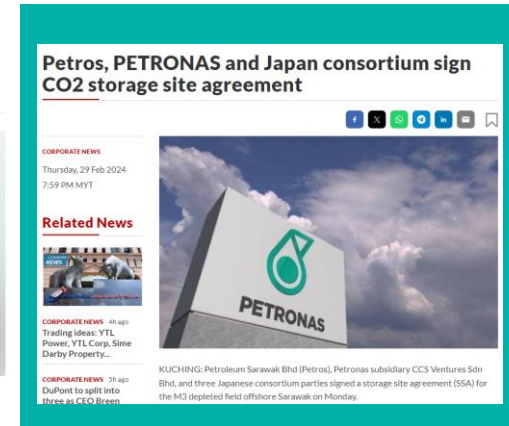 Petros, PETRONAS and Japan consortium sign
CO2 storage site agreement
CORPORATE NEWS
Thursday, 29 Feb 2024
7:59 PM MYT
Related News
NEWS
CORPORATE NEWS 4h ago
Trading ideas: YTL
Power, YTL Corp, Sime
Darby Property...
CORPORATE NEWS 5h ago
DuPont to split into
three as CEO Breen
PETRONAS
KUCHING: Petroleum Sarawak Bhd (Petros), Petronas subsidiary CCS Ventures Sdn
Bhd, and three Japanese consortium parties signed a storage site agreement (SSA) for
the M3 depleted field offshore Sarawak on Monday.